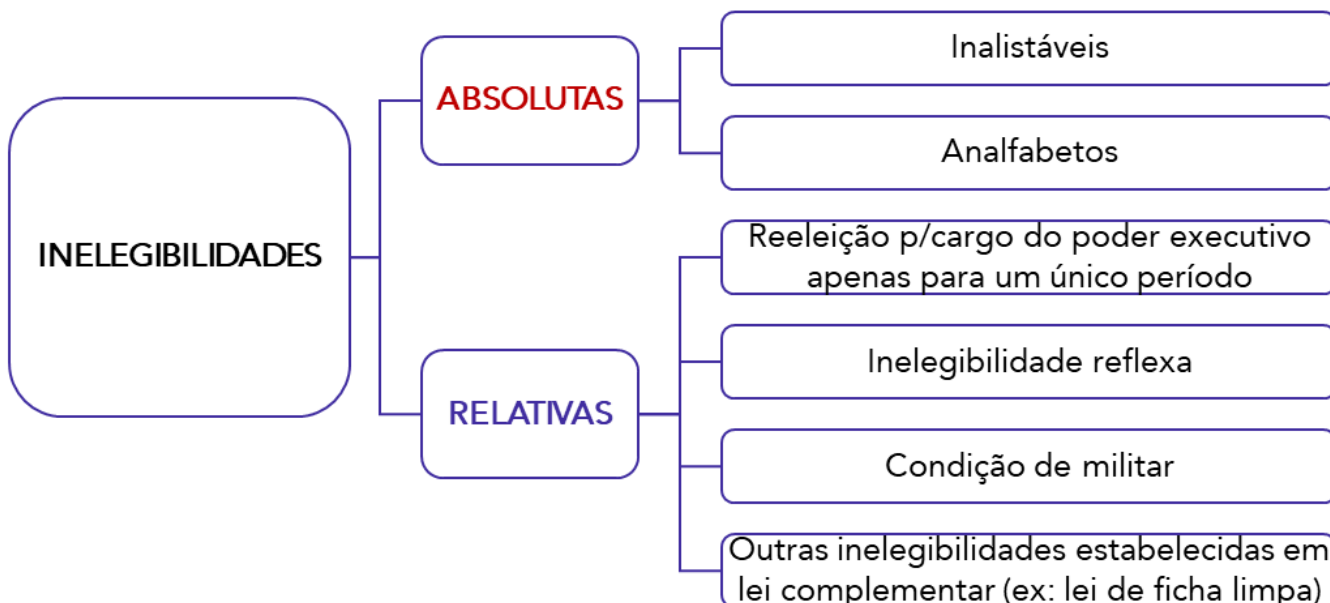 INELEGIBILIDADES
ABSOLUTAS
Inalistáveis
Analfabetos
RELATIVAS
Reeleição p/cargo do poder executivo
apenas para um único período
Inelegibilidade reflexa
Condição de militar
Outras inelegibilidades estabelecidas em
lei complementar (ex: lei de ficha limpa)